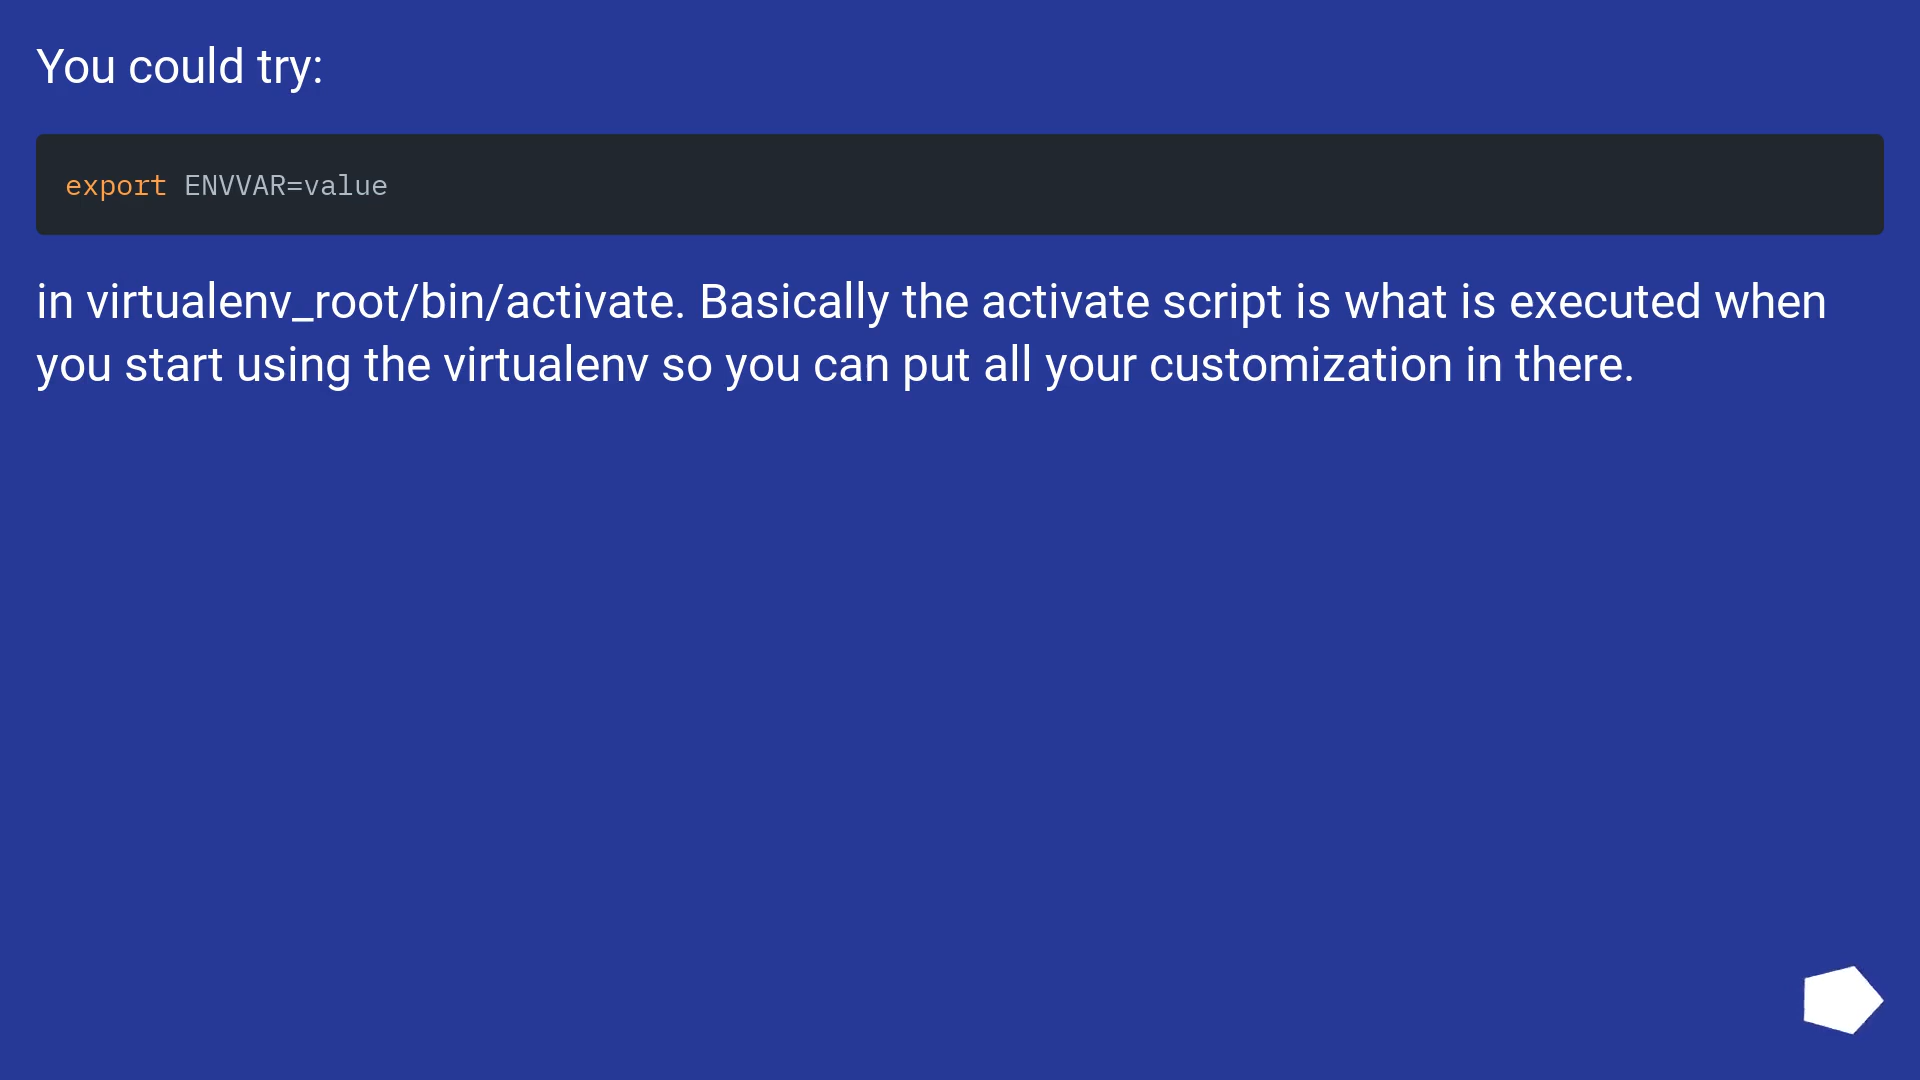 You could try:
export ENVVAR=value
in virtualenv_root/bin/activate. Basically the activate script is what is executed when
you start using the virtualenv so you can put all your customization in there.